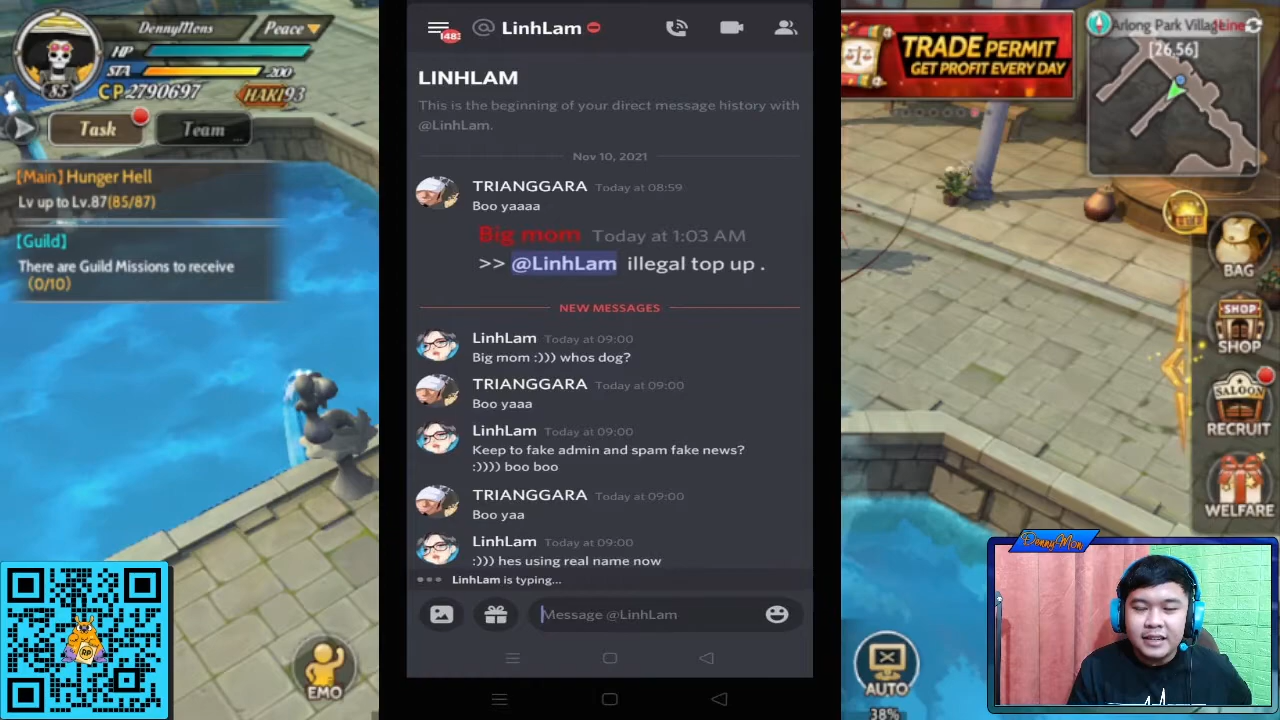 DennyMons
Peace
HP
STA
-200
85
CP2790697
HAKI93
Task
Team
[Main] Hunger Hell
Lv up to Lv.87(85/87)
[Guild]
There are Guild Missions to receive
(0/10)
EMO
@ LinhLam
LINHLAM
This is the beginning of your direct message history with
@LinhLam.
Nov 10, 2021
TRIANGGARA Today at 08:59
Boo yaaaa
Big mom Today at 1:03 AM
>> @LinhLam illegal top up .
NEW MESSAGES
LinhLam Today at 09:00
Big mom :))) whos dog?
TRIANGGARA Today at 09:00
Boo yaaa
LinhLam Today at 09:00
Keep to fake admin and spam fake news?
:)))) boo boo
TRIANGGARA Today at 09:00
Boo yaa
LinhLam Today at 09:00
:))) hes using real name now
LinhLam is typing...
Message @LinhLam
TRADE PERMIT
GET PROFIT EVERY DAY
Arlong Park Village
Line
[26,56]
BAG
SHOP
SHOP
SALOON
RECRUIT
WELFARE
DennyMon
AUTO
38%